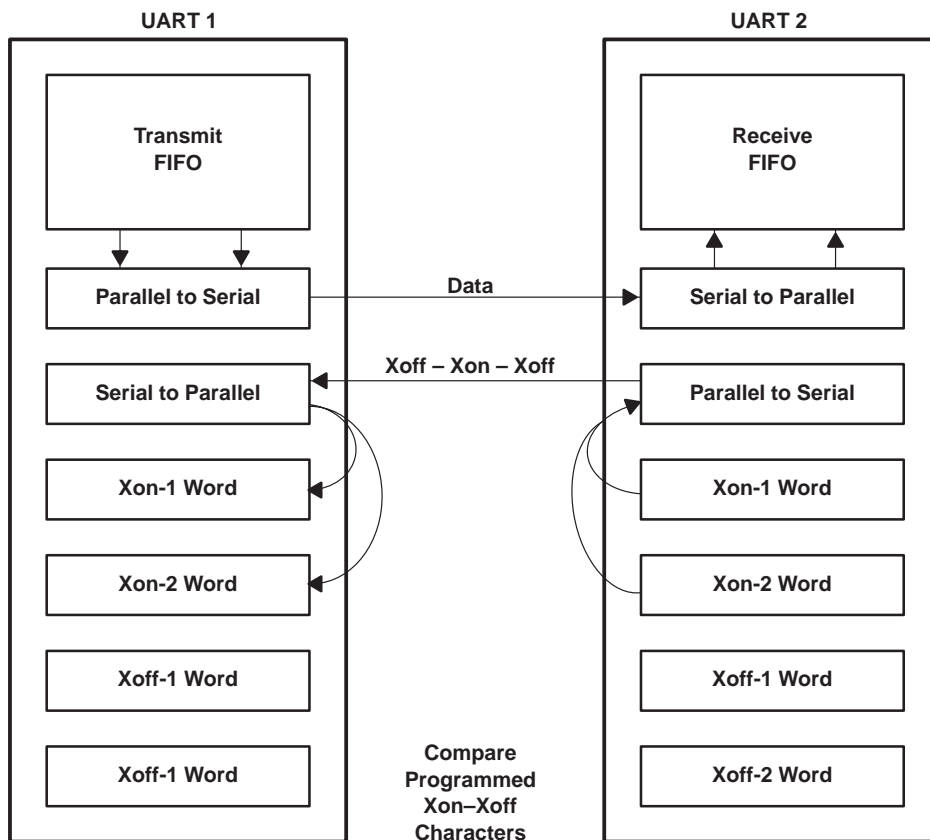 UART 1
UART 2
Transmit
FIFO
Receive
FIFO
Parallel to Serial
Data
Serial to Parallel
Serial to Parallel
Xoff – Xon – Xoff
Parallel to Serial
Xon-1 Word
Xon-1 Word
Xon-2 Word
Xon-2 Word
Xoff-1 Word
Xoff-1 Word
Xoff-1 Word
Compare
Programmed
Xon–Xoff
Characters
Xoff-2 Word